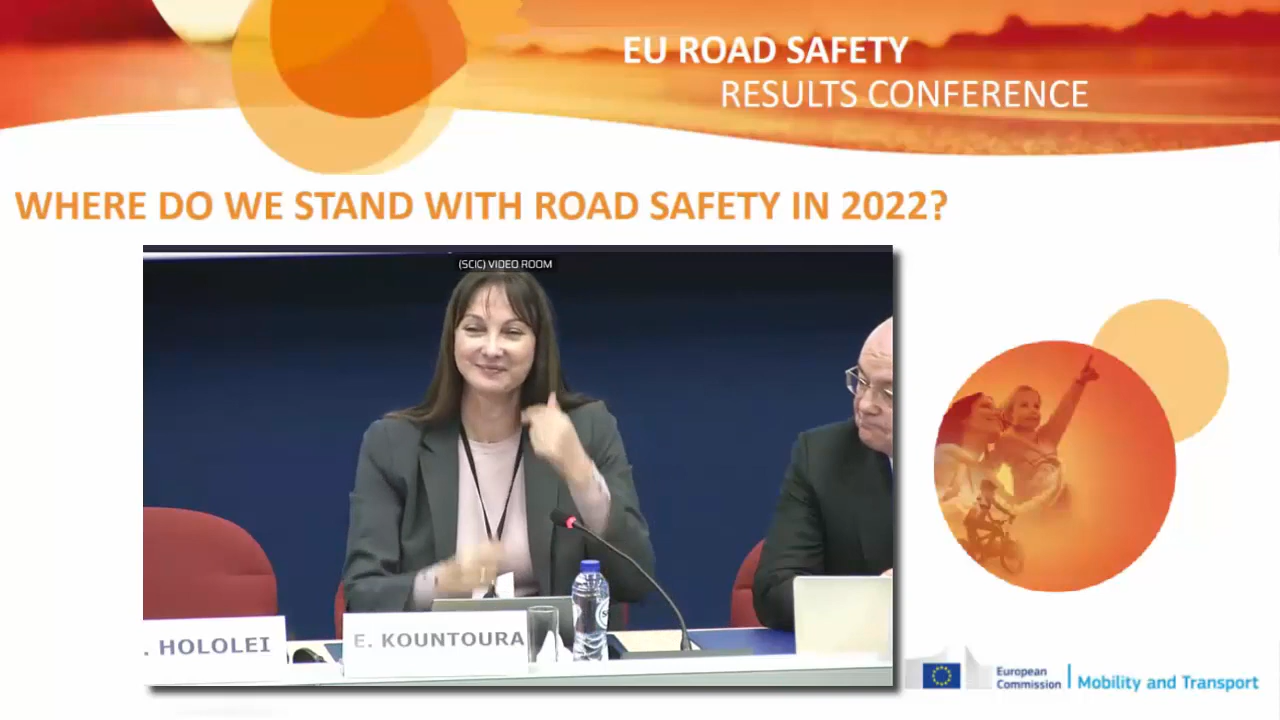 EU ROAD SAFETY
RESULTS CONFERENCE
WHERE DO WE STAND WITH ROAD SAFETY IN 2022?
(SCIC) VIDEO ROOM
. HOLOLEI
E. KOUNTOURA
European
Commission
Mobility and Transport